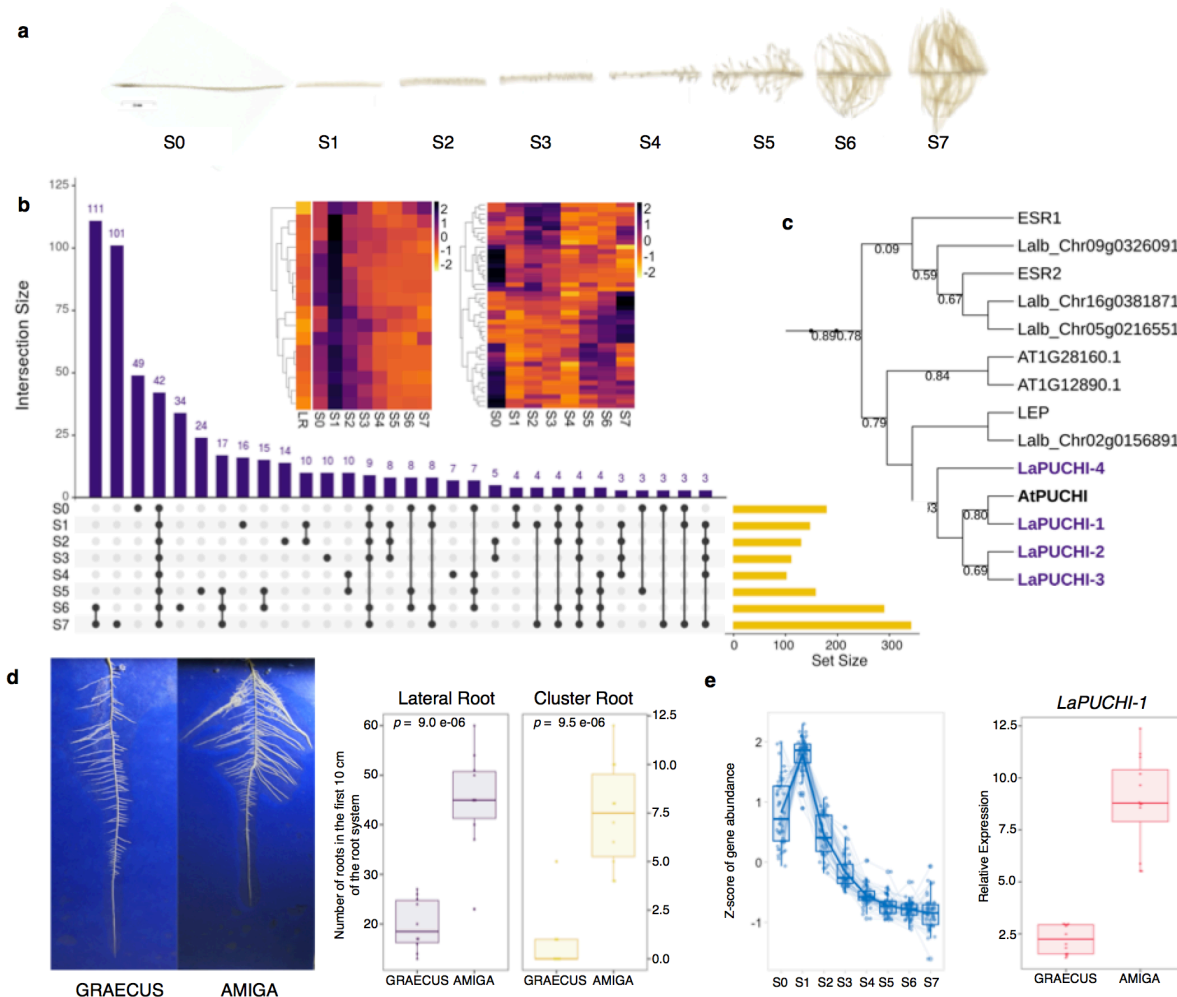 a
S0 S1 S2 S3 S4 S5 S6 S7
b
Intersection Size
125
100
75
50
25
0
111 101 49 42 34 24 17 16 15 14 10 10 10 9 8 8 8 7 7 5 4 4 4 4 4 3 3 3 3 3
2
1
0
-1
-2
LR S0 S1 S2 S3 S4 S5 S6 S7
2
1
0
-1
-2
S0 S1 S2 S3 S4 S5 S6 S7
S0
S1
S2
S3
S4
S5
S6
S7
0 100 200 300
Set Size
c
ESR1
Lalb_Chr09g0326091
ESR2
Lalb_Chr16g0381871
Lalb_Chr05g0216551
AT1G28160.1
AT1G12890.1
LEP
Lalb_Chr02g0156891
LaPUCHI-4
AtPUCHI
LaPUCHI-1
LaPUCHI-2
LaPUCHI-3
0.09
0.59
0.67
0.89 0.78
0.84
0.79
0.80
0.69
d
GRAECUS AMIGA
Lateral Root Cluster Root
p = 9.0 e-06 p = 9.5 e-06
Number of roots in the first 10 cm
of the root system
60
50
40
30
20
12.5
10.0
7.5
5.0
2.5
0.0
GRAECUS AMIGA GRAECUS AMIGA
e
Z-score of gene abundance
2
1
0
-1
S0 S1 S2 S3 S4 S5 S6 S7
LaPUCHI-1
Relative Expression
12.5
10.0
7.5
5.0
2.5
GRAECUS AMIGA